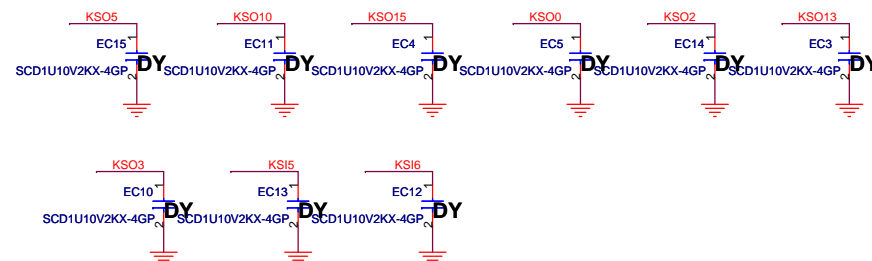 KSO5 KSO10 KSO15 KSO0 KSO2 KSO13
1 1 1 1 1 1
EC15 EC11 EC4 EC5 EC14 EC3
DY DY DY DY DY DY
SCD1U10V2KX-4GP SCD1U10V2KX-4GP SCD1U10V2KX-4GP SCD1U10V2KX-4GP SCD1U10V2KX-4GP SCD1U10V2KX-4GP
2 2 2 2 2 2
KSO3 KSI5 KSI6
1 1 1
EC10 EC13 EC12
DY DY DY
SCD1U10V2KX-4GP SCD1U10V2KX-4GP SCD1U10V2KX-4GP
2 2 2